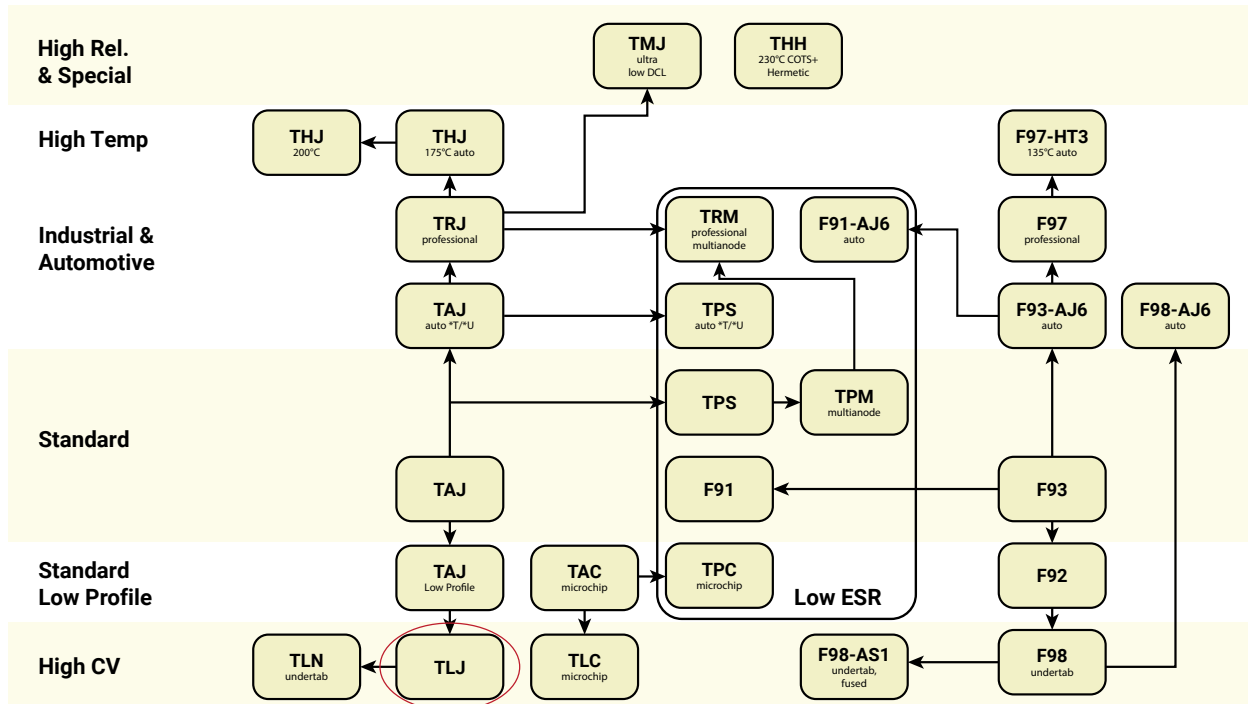 High Rel.
& Special
TMJ
ultra
low DCL
THH
230°C COTS+
Hermetic
High Temp
THJ
200°C
THJ
175°C auto
F97-HT3
135°C auto
Industrial &
Automotive
TRJ
professional
TRM
professional
multianode
F91-AJ6
auto
F97
professional
TAJ
auto *T/*U
TPS
auto *T/*U
F93-AJ6
auto
F98-AJ6
auto
Standard
TPS
TPM
multianode
TAJ
F91
F93
Standard
Low Profile
TAJ
Low Profile
TAC
microchip
TPC
microchip
Low ESR
F92
High CV
TLN
undertab
TLJ
TLC
microchip
F98-AS1
undertab,
fused
F98
undertab